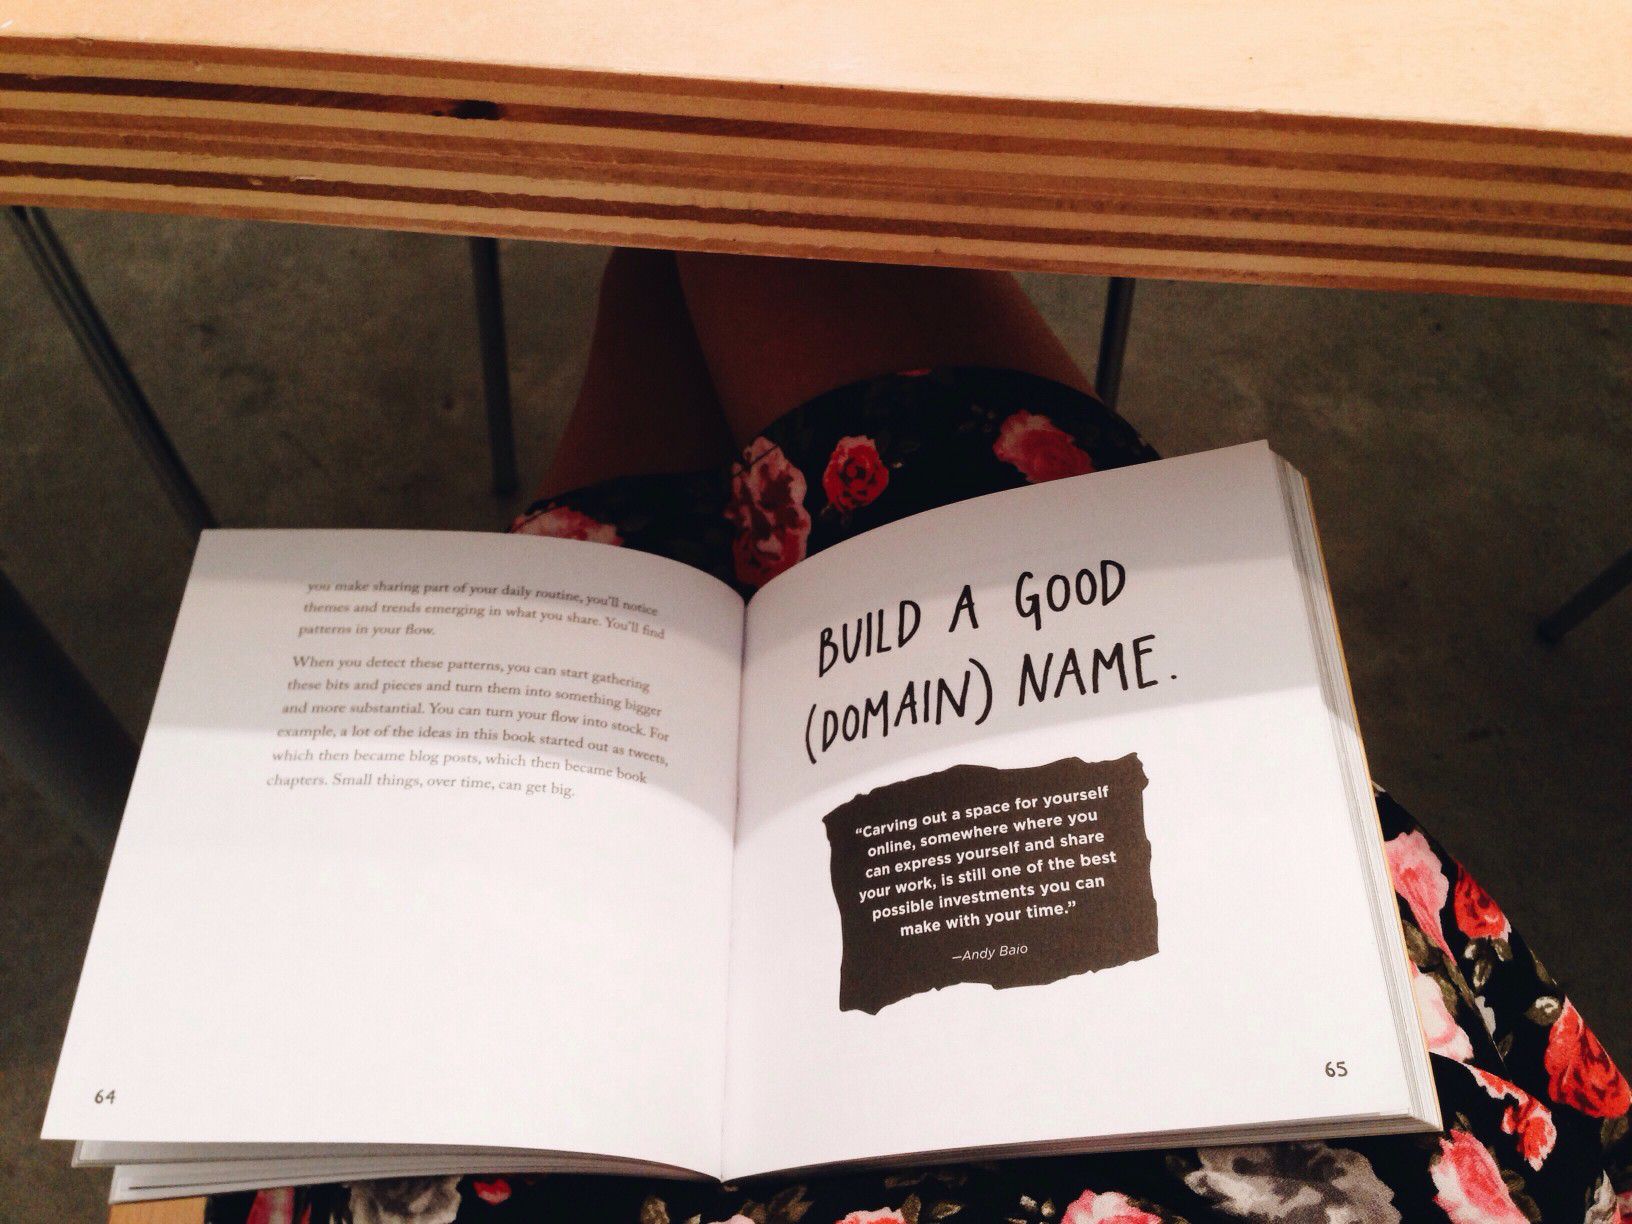 you make sharing part of your daily routine, you'll notice
themes and trends emerging in what you share. You'll find
patterns in your flow.
When you detect these patterns, you can start gathering
these bits and pieces and turn them into something bigger
and more substantial. You can turn your flow into stock. For
example, a lot of the ideas in this book started out as tweets,
which then became blog posts, which then became book
chapters. Small things, over time, can get big.
64
BUILD A GOOD
(DOMAIN) NAME.
“Carving out a space for yourself
online, somewhere where you
can express yourself and share
your work, is still one of the best
possible investments you can
make with your time.”
—Andy Baio
65